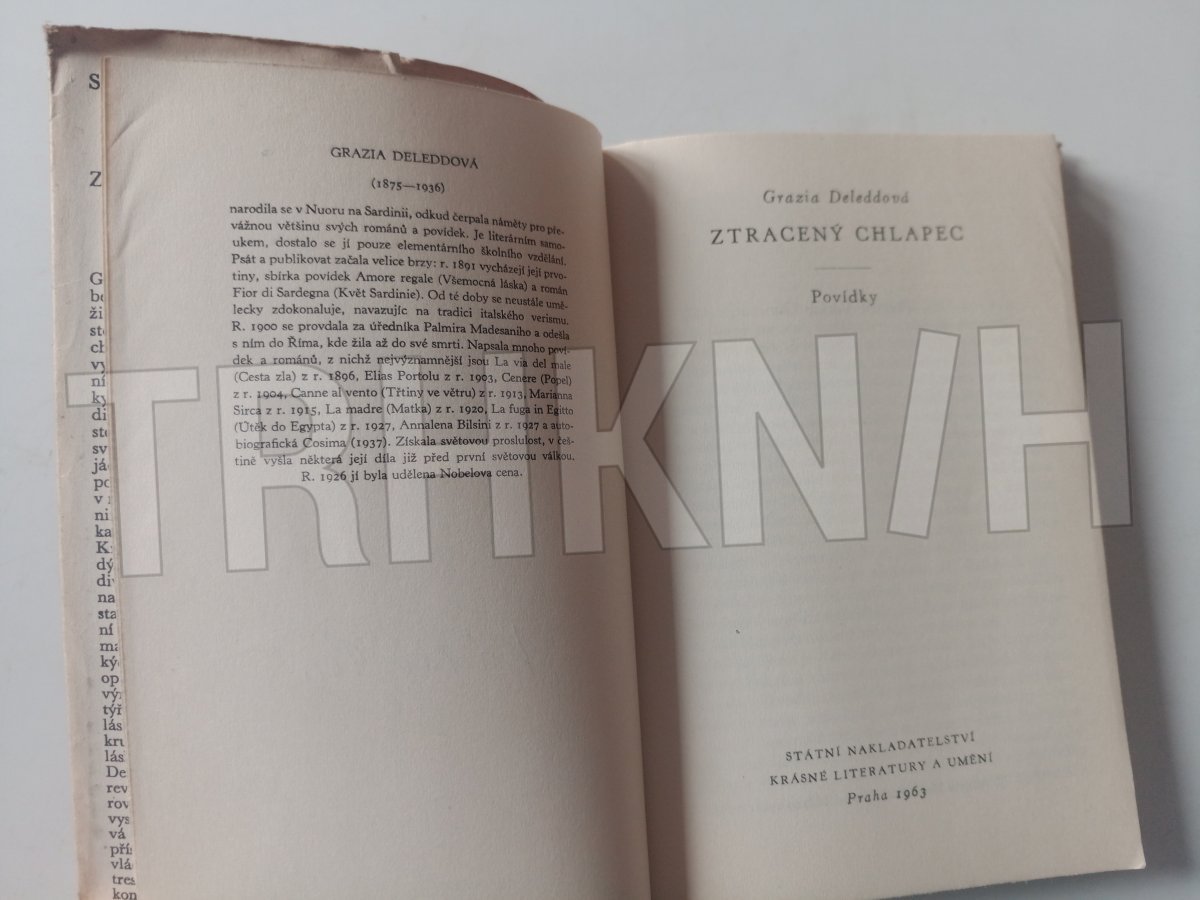 GRAZIA DELEDDOVÁ
(1875—1936)
narodila se v Nuoru na Sardinii, odkud čerpala náměty pro pře-
vážnou většinu svých románů a povídek. Je literárním samo-
ukem, dostalo se jí pouze elementárního školního vzdělání.
Psát a publikovat začala velice brzy: r. 1891 vycházejí její prvo-
tiny, sbírka povídek Amore regale (Všemocná láska) a román
Fior di Sardegna (Květ Sardinie). Od té doby se neustále umě-
lecky zdokonaluje, navazujíc na tradici italského verismu.
R. 1900 se provdala za úředníka Palmira Madesaniho a odešla
s ním do Říma, kde žila až do své smrti. Napsala mnoho poví-
dek a románů, z nichž nejvýznamnější jsou La via del male
(Cesta zla) z r. 1896, Elias Portolu z r. 1903, Cenere (Popel)
z r. 1904, Canne al vento (Třtiny ve větru) z r. 1913, Marianna
Sirca z r. 1915, La madre (Matka) z r. 1920, La fuga in Egitto
(Útěk do Egypta) z r. 1927, Annalena Bilsini z r. 1927 a auto-
biografická Cosima (1937). Získala světovou proslulost, v češ-
tině vyšla některá její díla již před první světovou válkou.
R. 1926 jí byla udělena Nobelova cena.
Grazia Deleddová
ZTRACENÝ CHLAPEC
Povídky
STÁTNÍ NAKLADATELSTVÍ
KRÁSNÉ LITERATURY A UMĚNÍ
Praha 1963
TRHKN/H